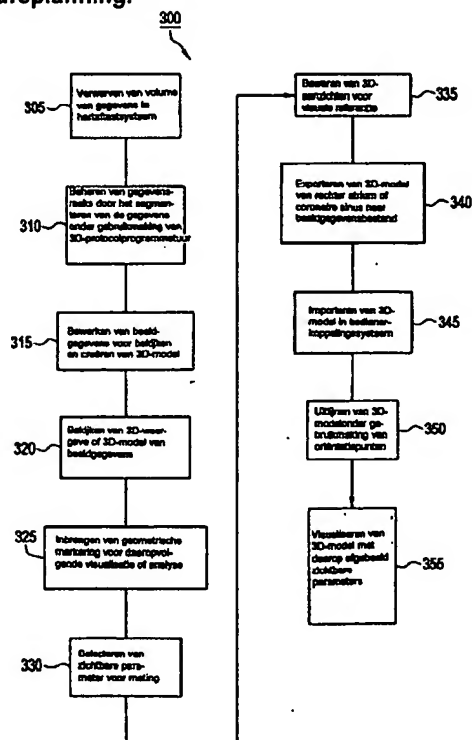 dureplanning.
300
305
Verwerven van volume
van gegevens in
hartstaatsysteem
310
Beheren van gegevens-
reeks door het segmen-
teren van de gegevens
onder gebruikmaking van
3D-protocolprogrammatuur
315
Bewerken van beeld-
gegevens voor bekijken
en creëren van 3D-model
320
Bekijken van 3D-weer-
gave of 3D-model van
beeldgegevens
325
Inbrengen van geometrische
markering voor daaropvol-
gende visualisatie of analyse
330
Selecteren van
zichtbare para-
meter voor meting
335
Bewaren van 3D-
aanzichten voor
visuele referentie
340
Exporteren van 3D-model
van rechter atrium of
coronaire sinus naar
beeldgegevensbestand
345
Importeren van 3D-
model in bediener-
koppelingssysteem
350
Uitlijnen van 3D-
model onder ge-
bruikmaking van
oriëntatiepunten
355
Visualiseren van
3D-model met
daarop afgebeeld
zichtbare
parameters